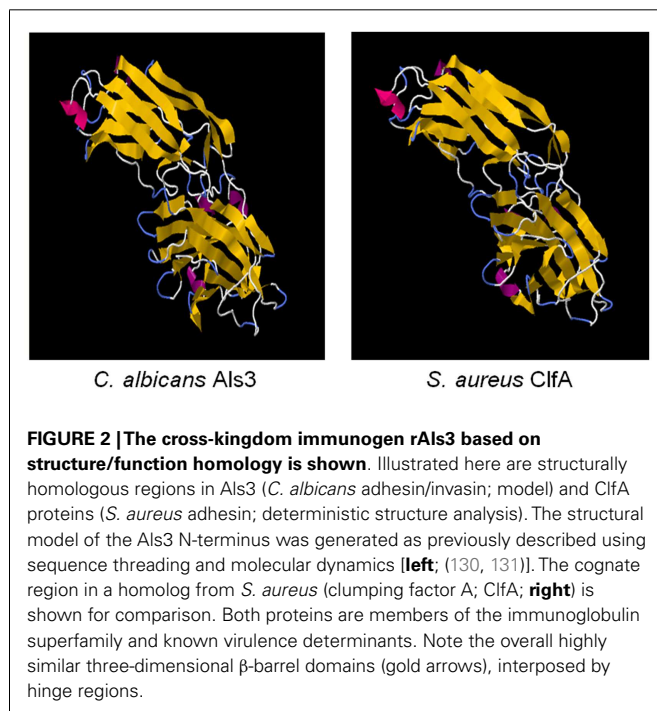 C. albicans Als3
S. aureus ClfA
FIGURE 2 | The cross-kingdom immunogen rAls3 based on
structure/function homology is shown. Illustrated here are structurally
homologous regions in Als3 (C. albicans adhesin/invasin; model) and ClfA
proteins (S. aureus adhesin; deterministic structure analysis). The structural
model of the Als3 N-terminus was generated as previously described using
sequence threading and molecular dynamics [left; (130, 131)]. The cognate
region in a homolog from S. aureus (clumping factor A; ClfA; right) is
shown for comparison. Both proteins are members of the immunoglobulin
superfamily and known virulence determinants. Note the overall highly
similar three-dimensional β-barrel domains (gold arrows), interposed by
hinge regions.